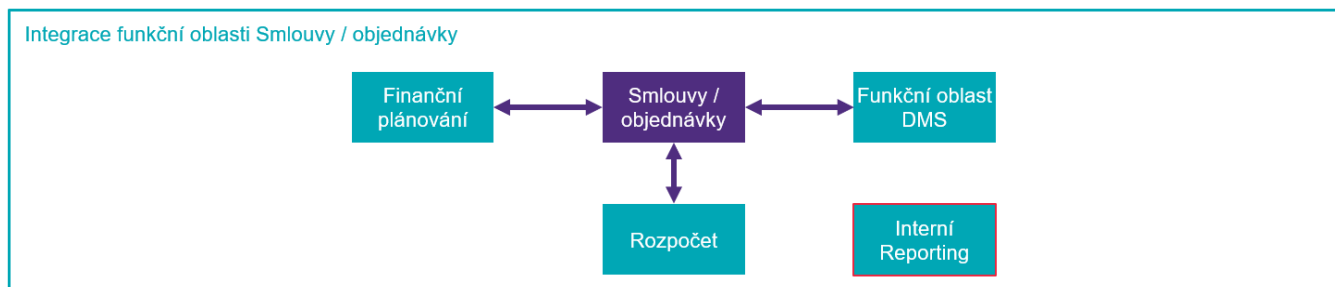 Integrace funkční oblasti Smlouvy / objednávky
Finanční
plánování
Smlouvy /
objednávky
Funkční oblast
DMS
Rozpočet
Interní
Reporting